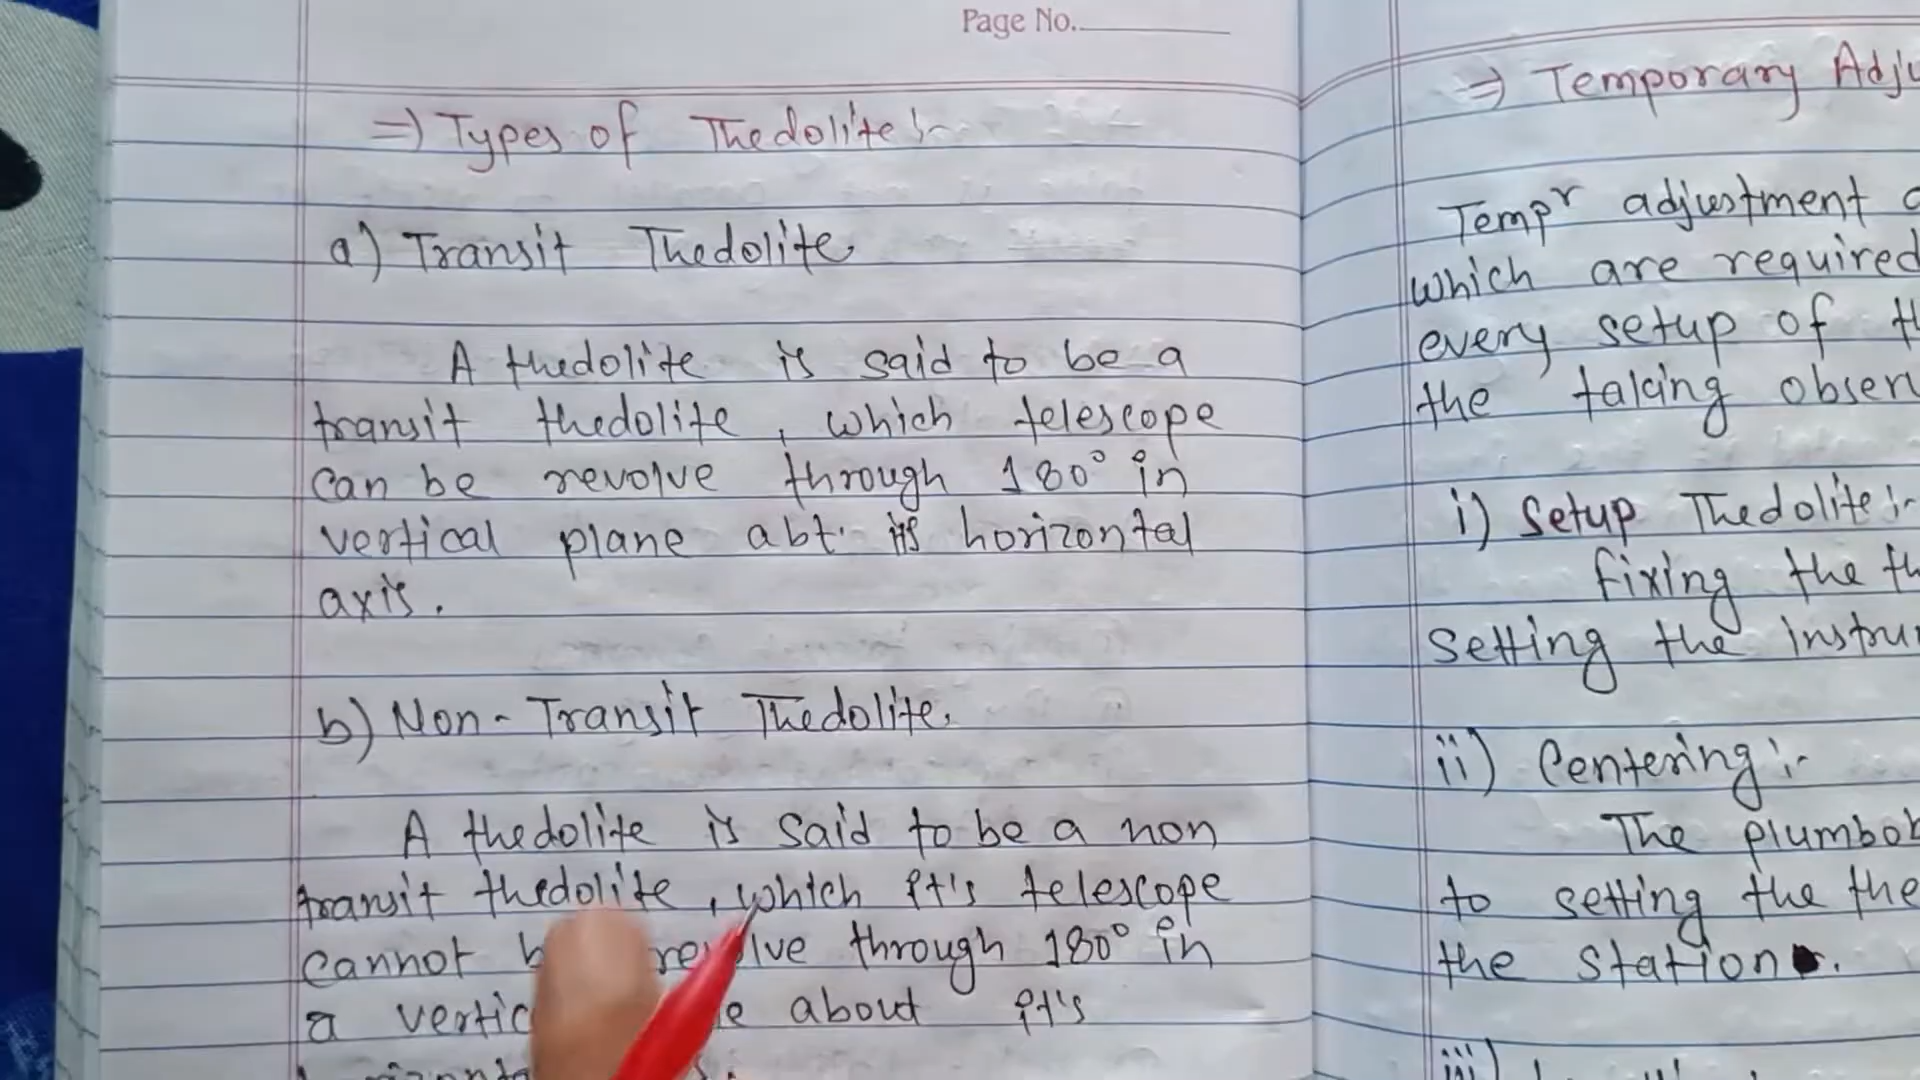 Page No.
⇒ Types of Thedolite :-
a) Transit Thedolite
A thedolite is said to be a
transit thedolite, which telescope
can be revolve through 180° in
vertical plane abt. its horizontal
axis.
b) Non-Transit Thedolite.
A thedolite is said to be a non
transit thedolite, which it's telescope
cannot revolve through 180° in
a about it's
⇒ Temporary
Tempr adjustment
which are required
every setup of
the taking
i) Setup Thedolite :-
fixing the
setting the
ii) Centering :-
The
to setting the
the station.
iii)